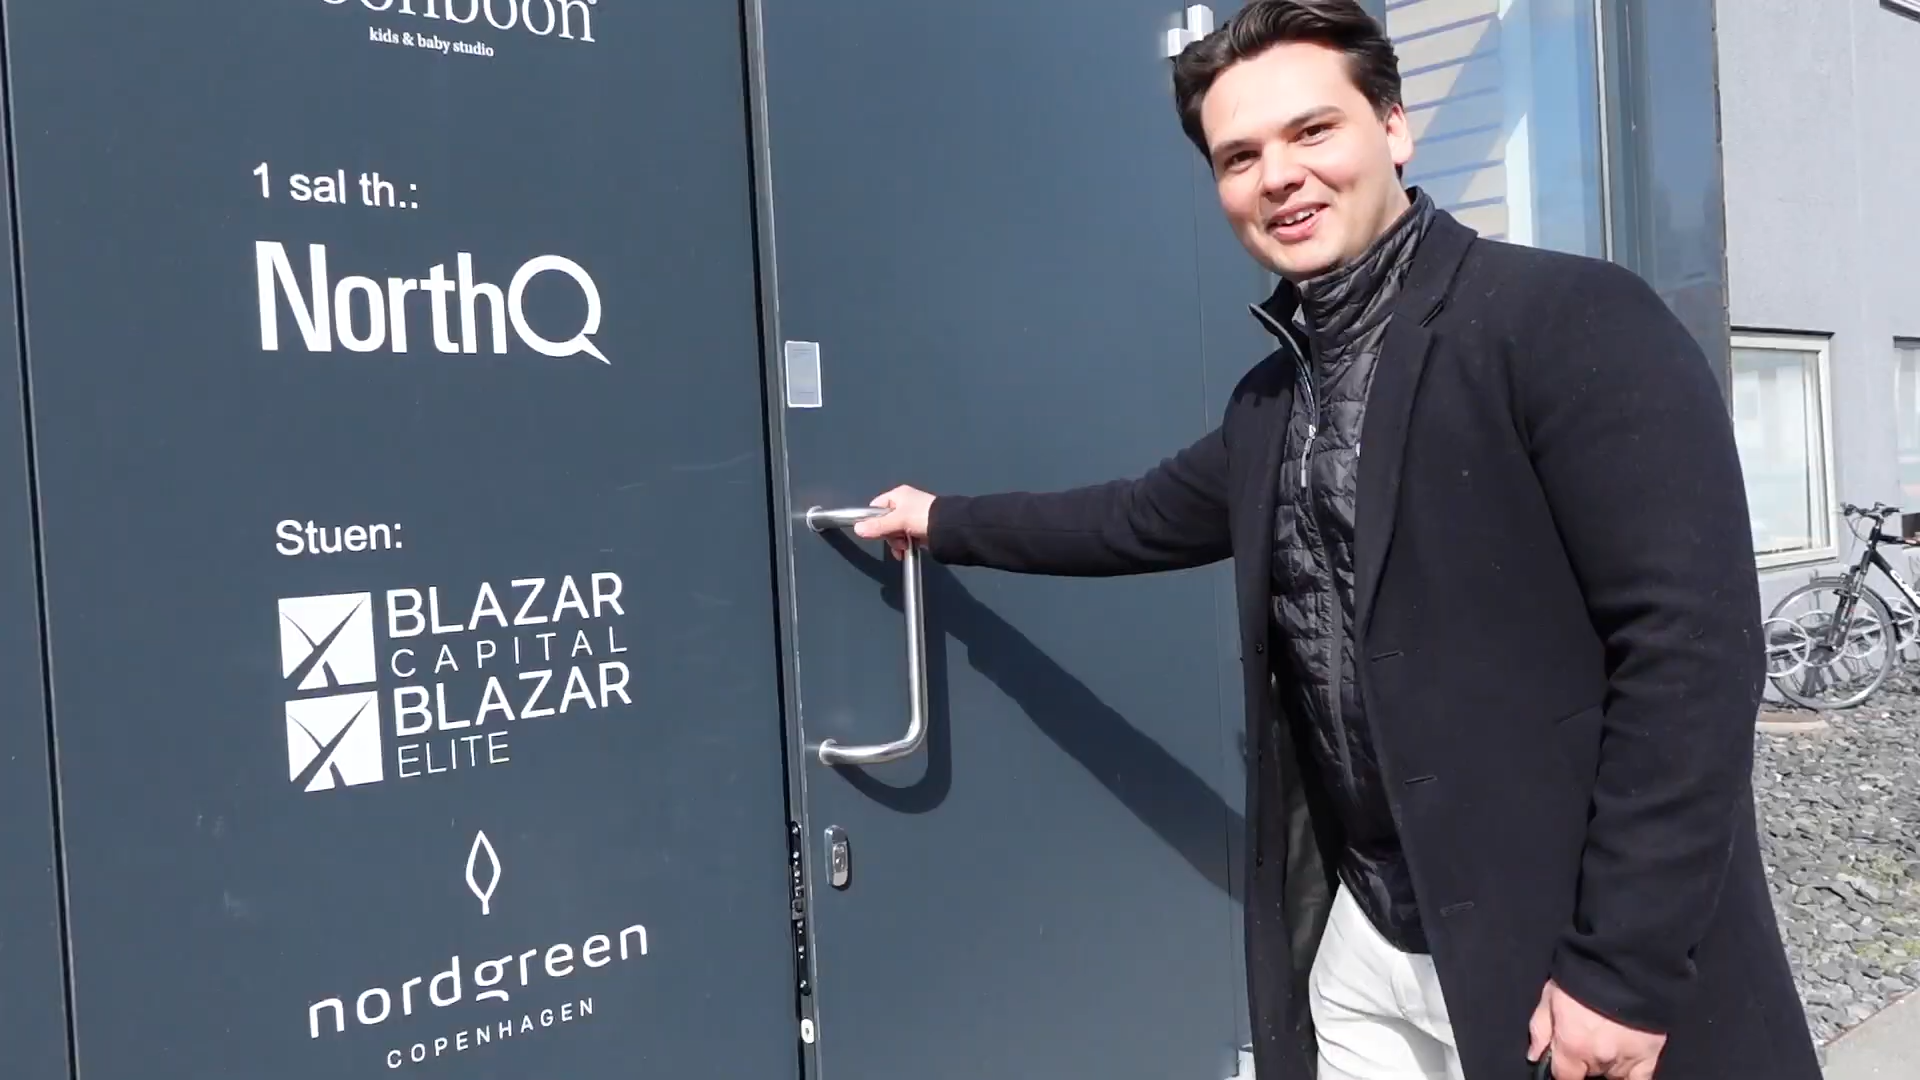 kids & baby studio
1 sal th.:
NorthQ
Stuen:
BLAZAR
CAPITAL
BLAZAR
ELITE
nordgreen
COPENHAGEN